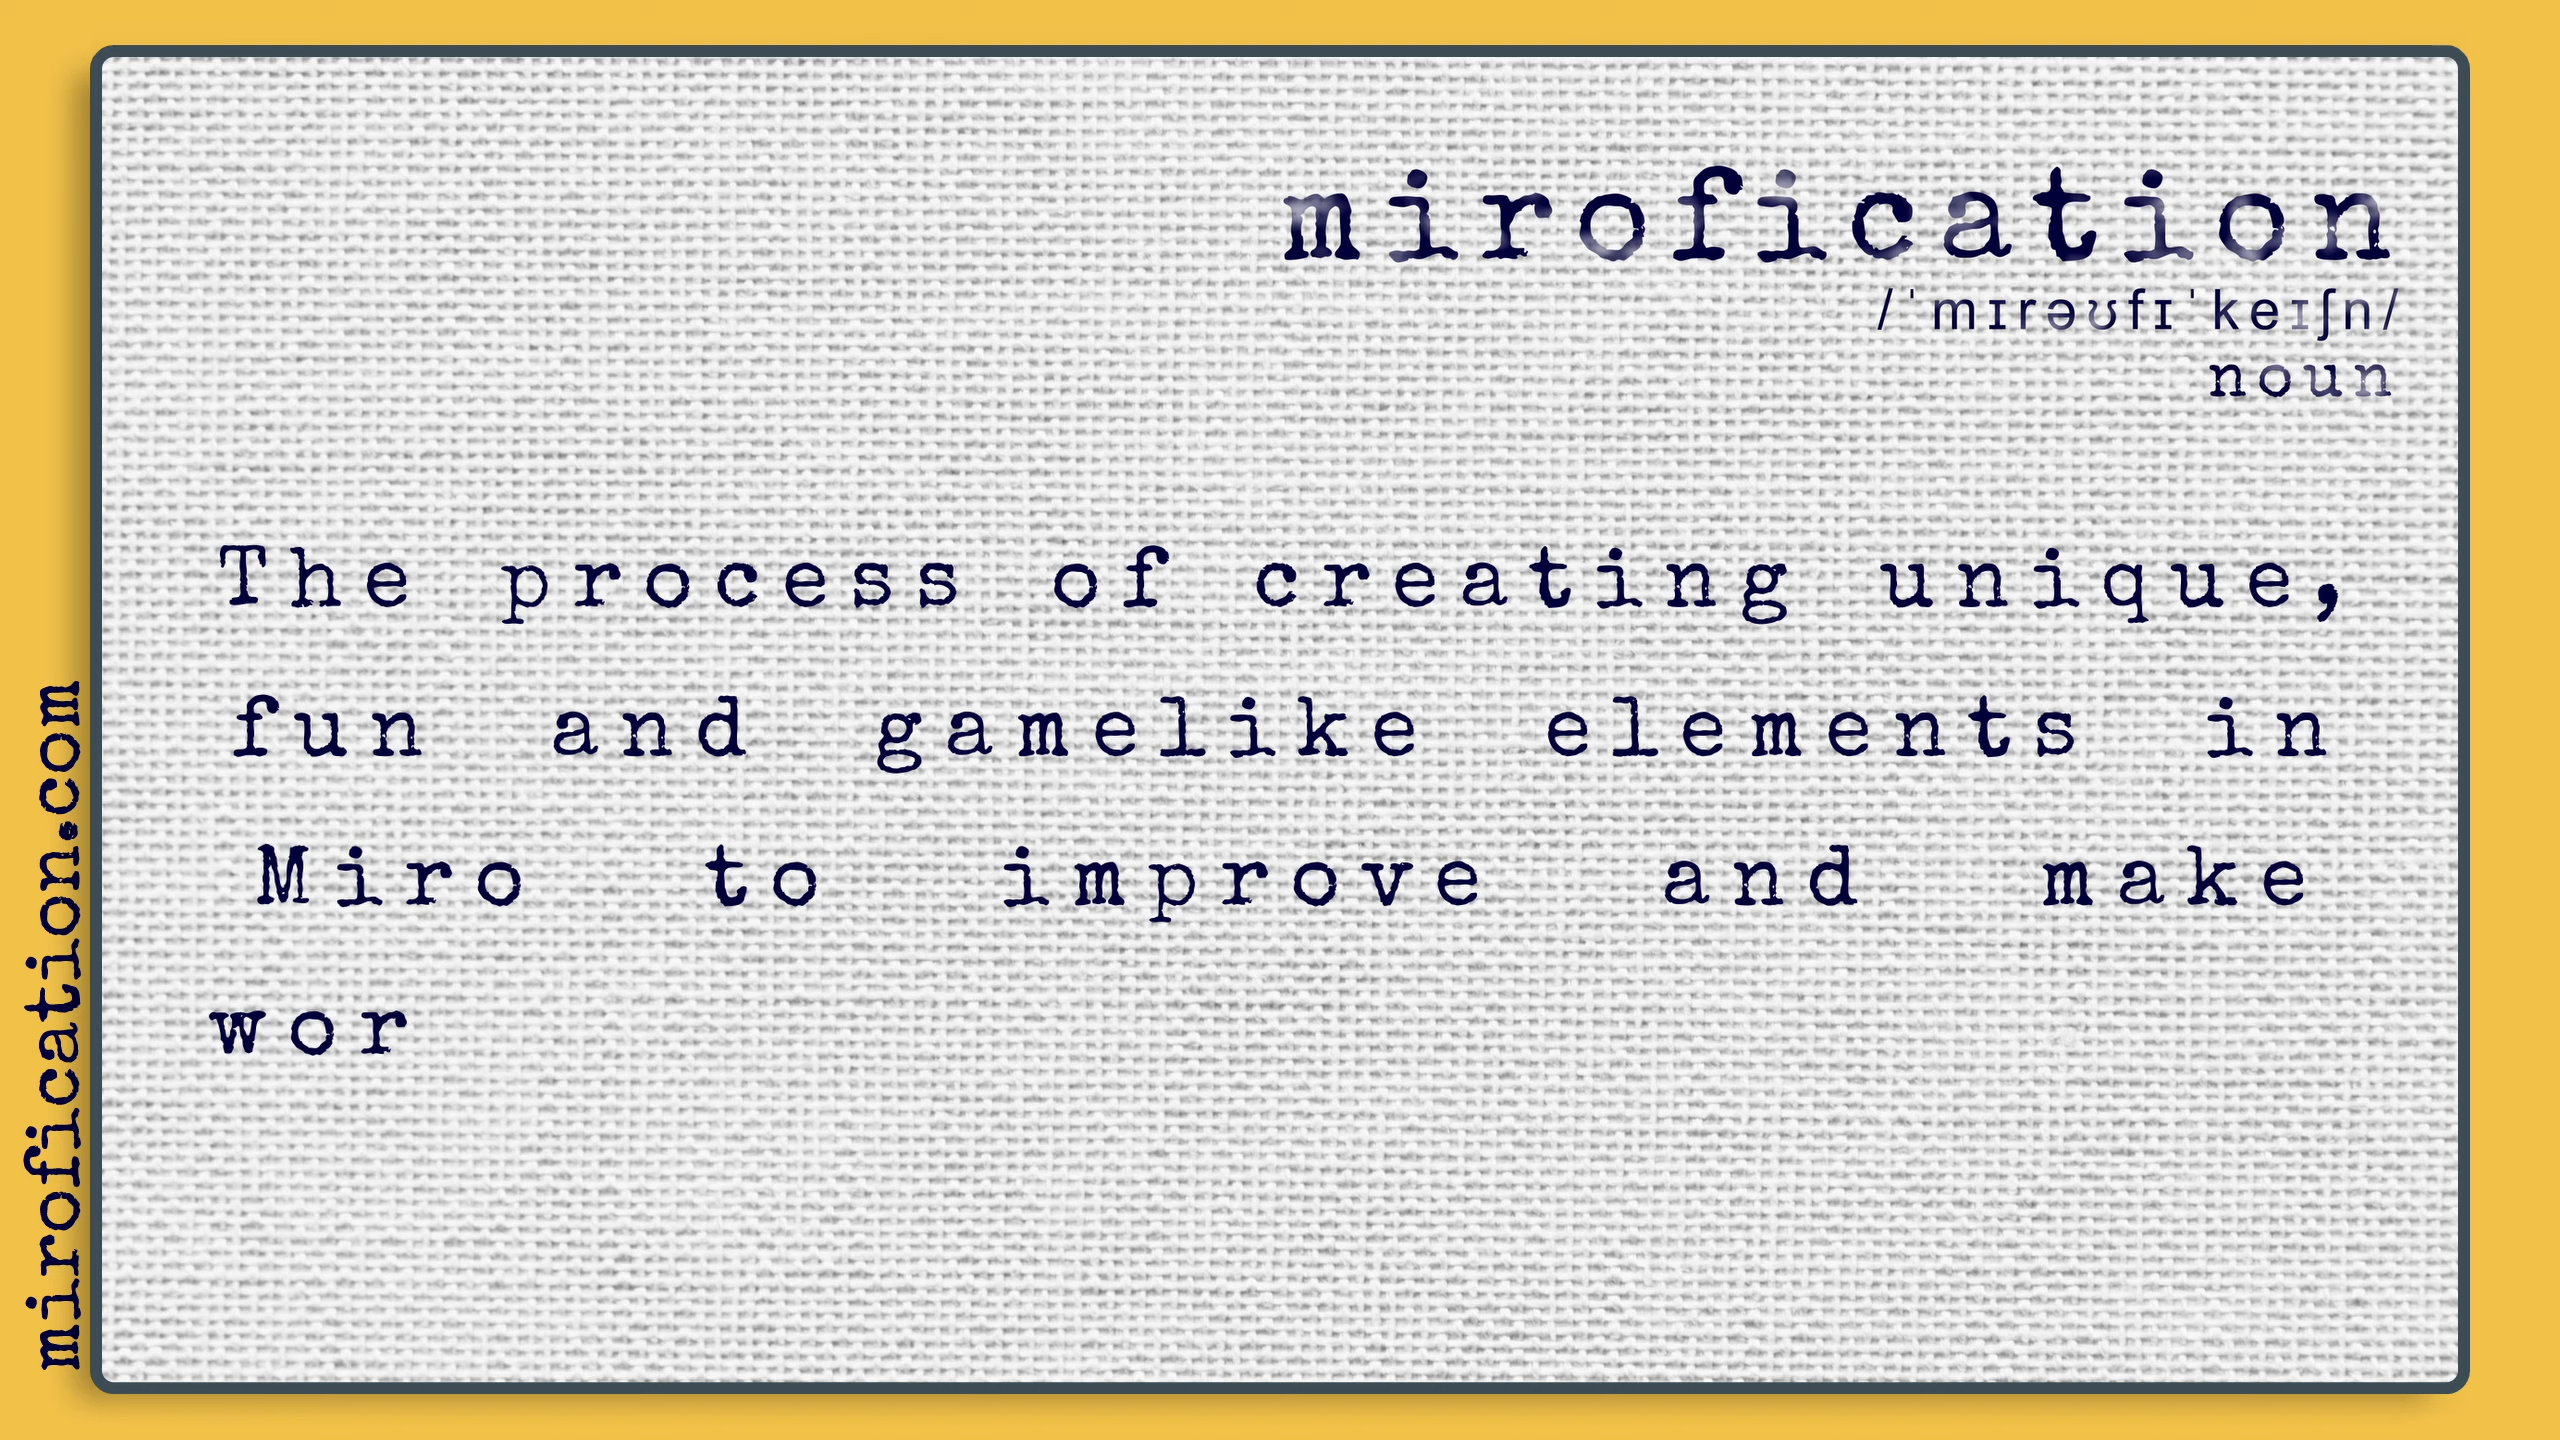 mirofication
/ˈmɪrəʊfɪˈkeɪʃn/
noun
The process of creating unique,
fun and gamelike elements in
Miro to improve and make
wor
mirofication.com